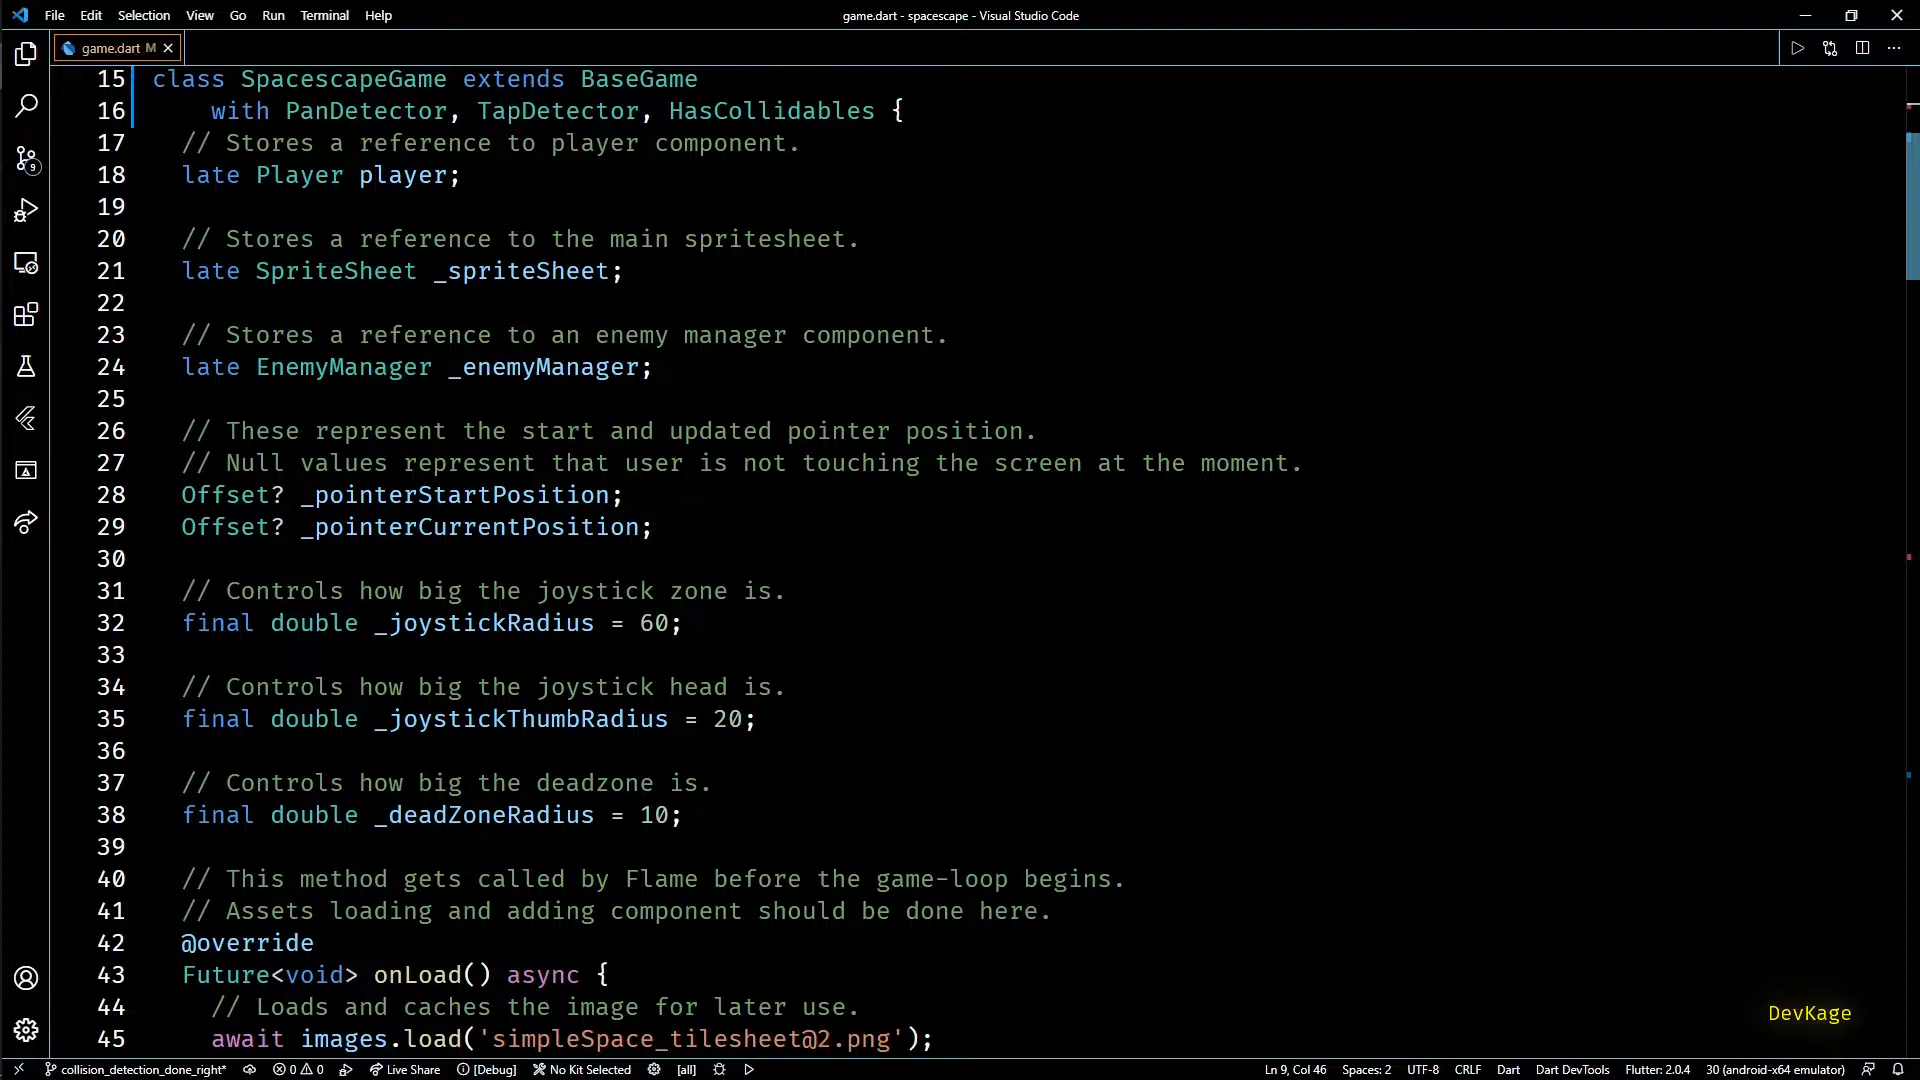 File Edit Selection View Go Run Terminal Help
game.dart - spacescape - Visual Studio Code
game.dart M
15 class SpacescapeGame extends BaseGame
16 with PanDetector, TapDetector, HasCollidables {
17 // Stores a reference to player component.
18 late Player player;
19
20 // Stores a reference to the main spritesheet.
21 late SpriteSheet _spriteSheet;
22
23 // Stores a reference to an enemy manager component.
24 late EnemyManager _enemyManager;
25
26 // These represent the start and updated pointer position.
27 // Null values represent that user is not touching the screen at the moment.
28 Offset? _pointerStartPosition;
29 Offset? _pointerCurrentPosition;
30
31 // Controls how big the joystick zone is.
32 final double _joystickRadius = 60;
33
34 // Controls how big the joystick head is.
35 final double _joystickThumbRadius = 20;
36
37 // Controls how big the deadzone is.
38 final double _deadZoneRadius = 10;
39
40 // This method gets called by Flame before the game-loop begins.
41 // Assets loading and adding component should be done here.
42 @override
43 Future<void> onLoad() async {
44 // Loads and caches the image for later use.
45 await images.load('simpleSpace_tilesheet@2.png');
9
DevKage
collision_detection_done_right* 0 0 Live Share [Debug] No Kit Selected [all] Ln 9, Col 46 Spaces: 2 UTF-8 CRLF Dart Dart DevTools Flutter: 2.0.4 30 (android-x64 emulator)